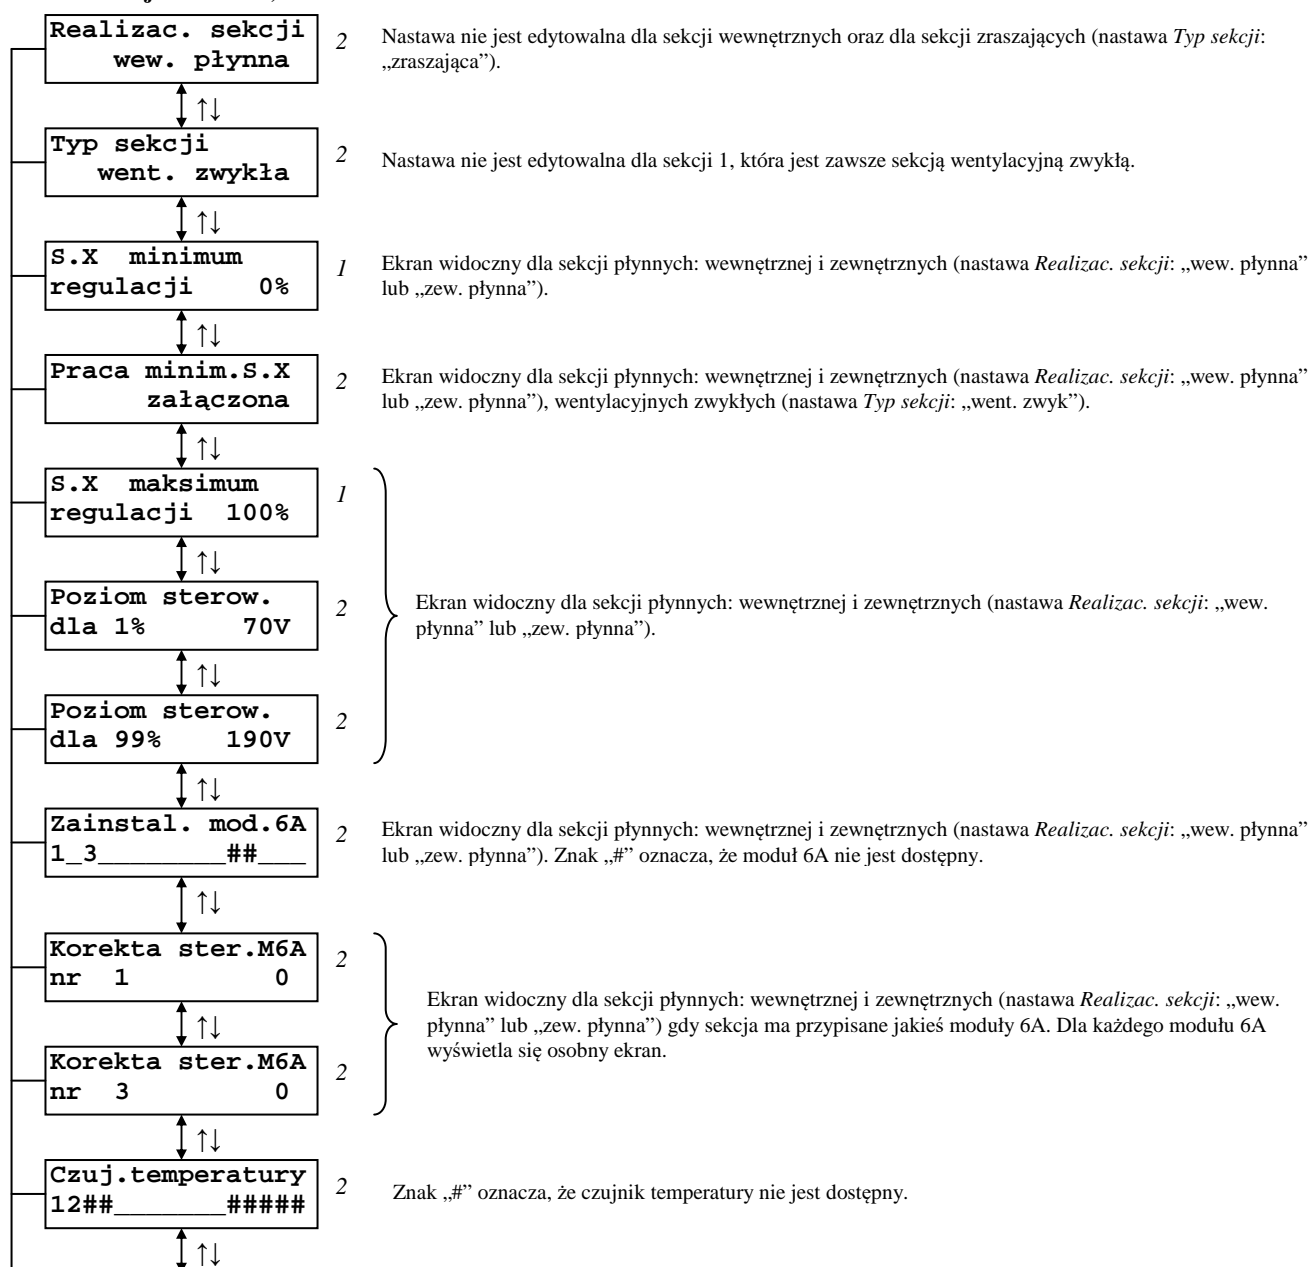 Realizac. sekcji
wew. płynna
2
Nastawa nie jest edytowalna dla sekcji wewnętrznych oraz dla sekcji zraszających (nastawa Typ sekcji:
„zraszająca”).
↑↓
Typ sekcji
went. zwykła
2
Nastawa nie jest edytowalna dla sekcji 1, która jest zawsze sekcją wentylacyjną zwykłą.
↑↓
S.X minimum
regulacji 0%
1
Ekran widoczny dla sekcji płynnych: wewnętrznej i zewnętrznych (nastawa Realizac. sekcji: „wew. płynna”
lub „zew. płynna”).
↑↓
Praca minim.S.X
załączona
2
Ekran widoczny dla sekcji płynnych: wewnętrznej i zewnętrznych (nastawa Realizac. sekcji: „wew. płynna”
lub „zew. płynna”), wentylacyjnych zwykłych (nastawa Typ sekcji: „went. zwyk”).
↑↓
S.X maksimum
regulacji 100%
1
↑↓
Poziom sterow.
dla 1% 70V
2
Ekran widoczny dla sekcji płynnych: wewnętrznej i zewnętrznych (nastawa Realizac. sekcji: „wew.
płynna” lub „zew. płynna”).
↑↓
Poziom sterow.
dla 99% 190V
2
↑↓
Zainstal. mod.6A
1_3________##___
2
Ekran widoczny dla sekcji płynnych: wewnętrznej i zewnętrznych (nastawa Realizac. sekcji: „wew. płynna”
lub „zew. płynna”). Znak „#” oznacza, że moduł 6A nie jest dostępny.
↑↓
Korekta ster.M6A
nr 1 0
2
Ekran widoczny dla sekcji płynnych: wewnętrznej i zewnętrznych (nastawa Realizac. sekcji: „wew.
płynna” lub „zew. płynna”) gdy sekcja ma przypisane jakieś moduły 6A. Dla każdego modułu 6A
wyświetla się osobny ekran.
↑↓
Korekta ster.M6A
nr 3 0
2
↑↓
Czuj.temperatury
12##_______#####
2
Znak „#” oznacza, że czujnik temperatury nie jest dostępny.
↑↓